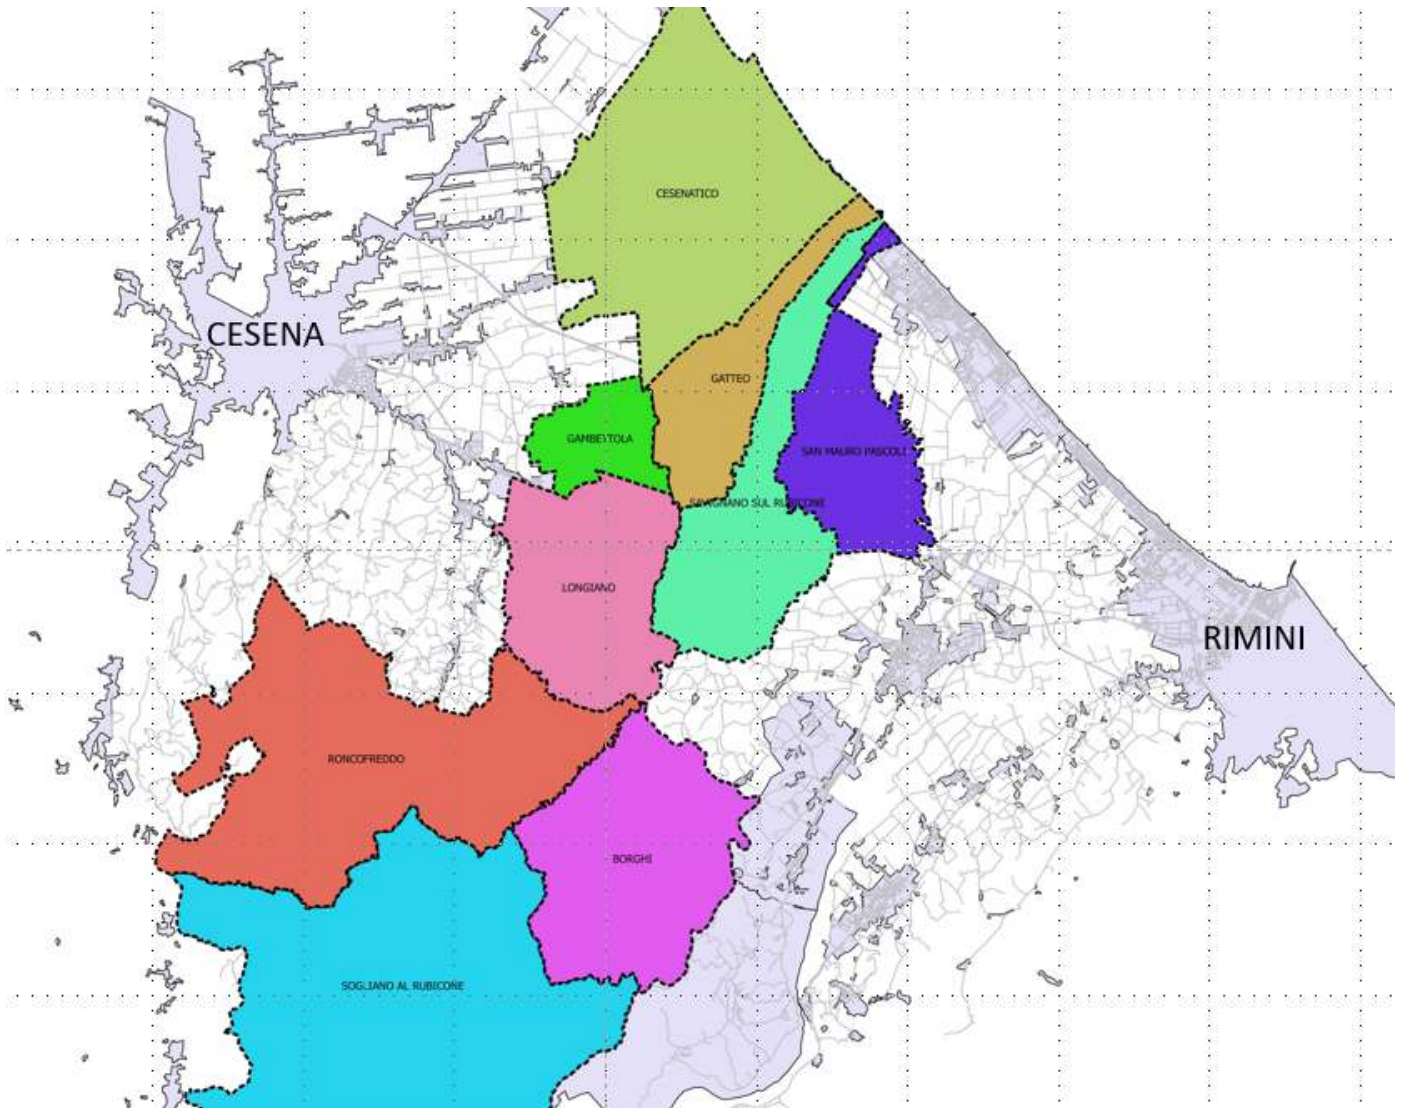 CESENATICO
CESENA
GATTEO
GAMBETTOLA
SAN MAURO PASCOLI
SAVIGNANO SUL RUBICONE
LONGIANO
RIMINI
RONCOFREDDO
BORGHI
SOGLIANO AL RUBICONE